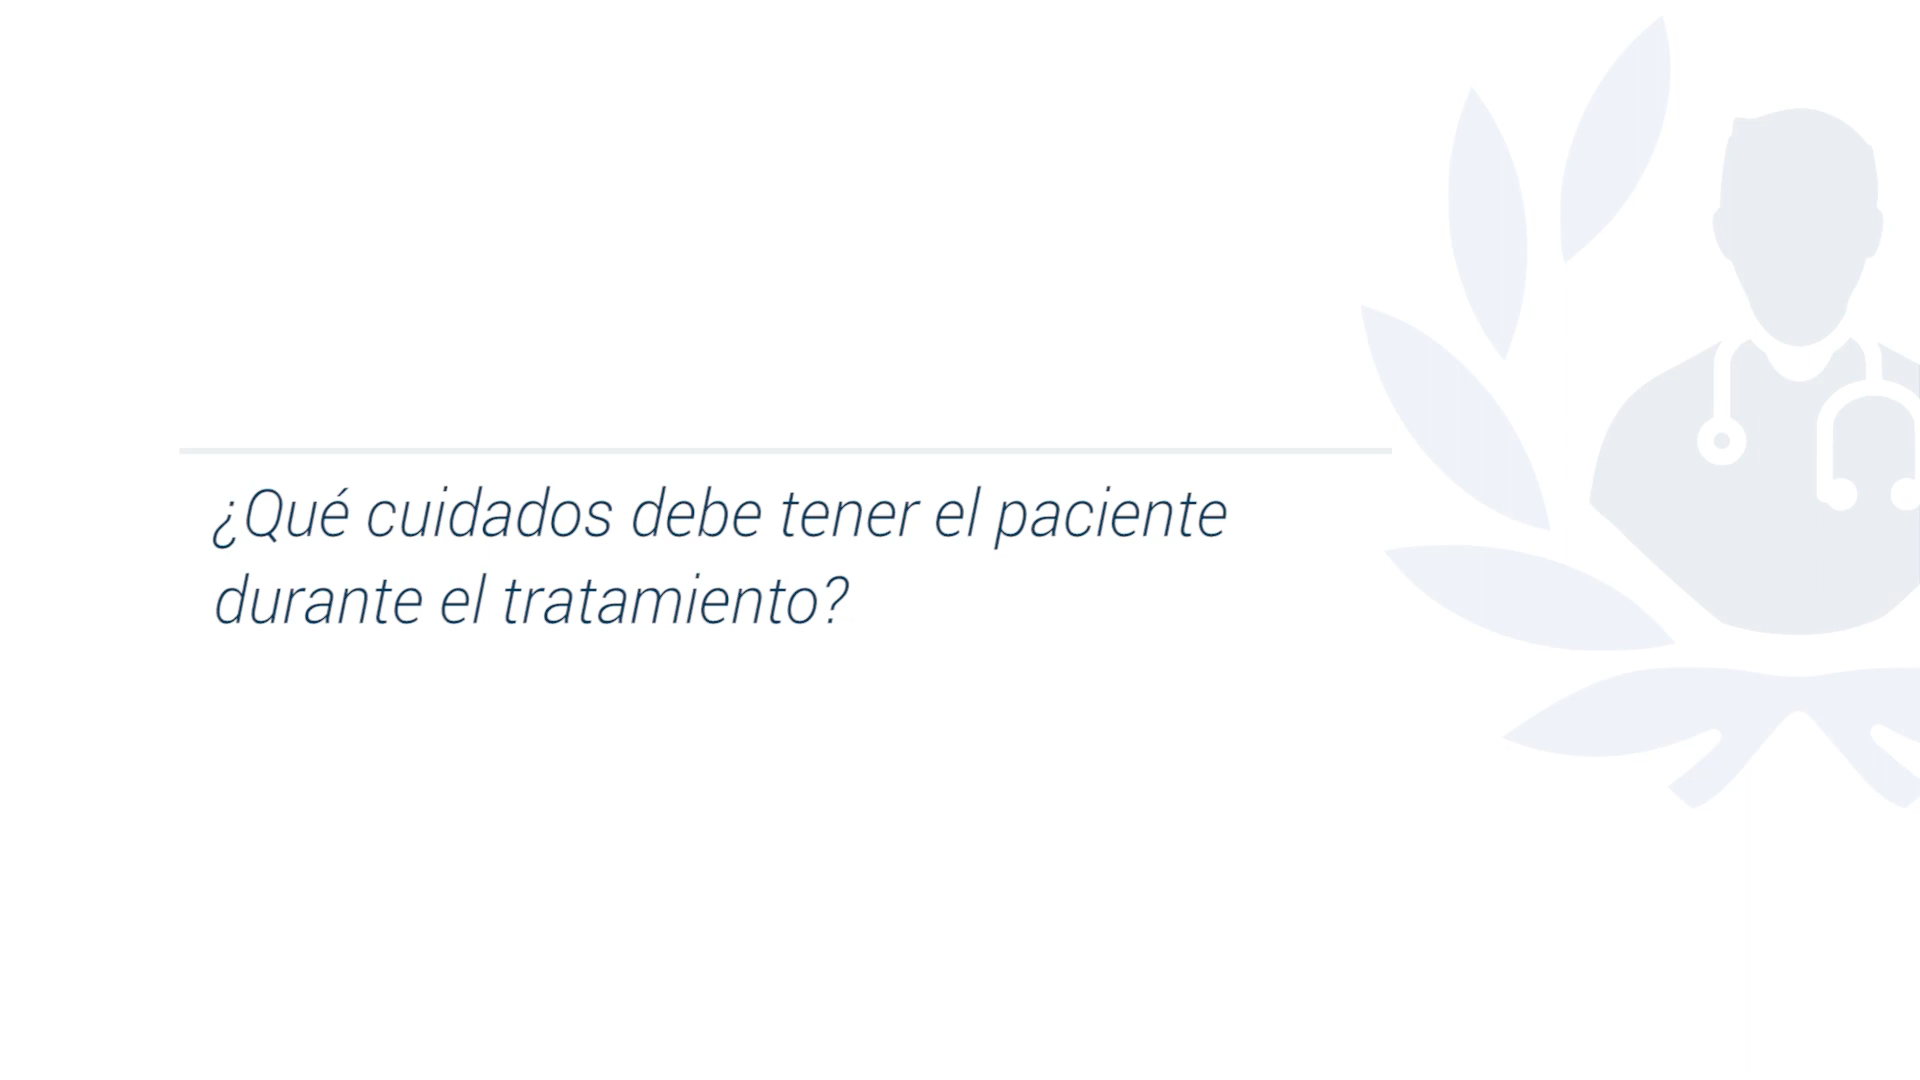 ¿Qué cuidados debe tener el paciente
durante el tratamiento?